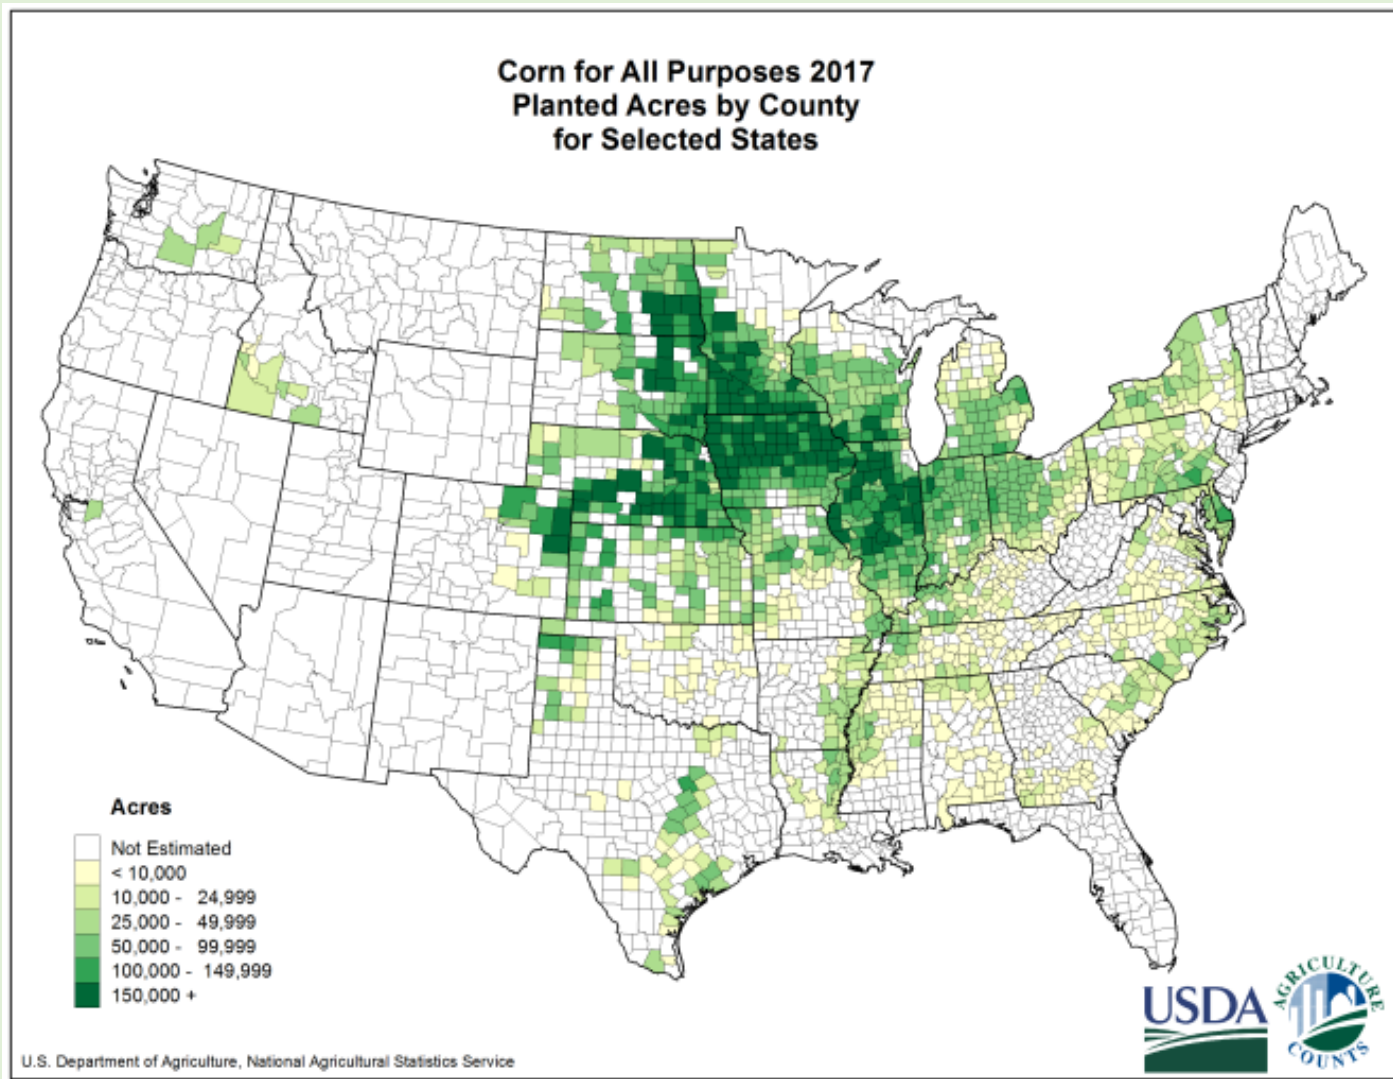 Corn for All Purposes 2017
Planted Acres by County
for Selected States
Acres
Not Estimated
< 10,000
10,000 - 24,999
25,000 - 49,999
50,000 - 99,999
100,000 - 149,999
150,000 +
USDA
AGRICULTURE
COUNTS
U.S. Department of Agriculture, National Agricultural Statistics Service